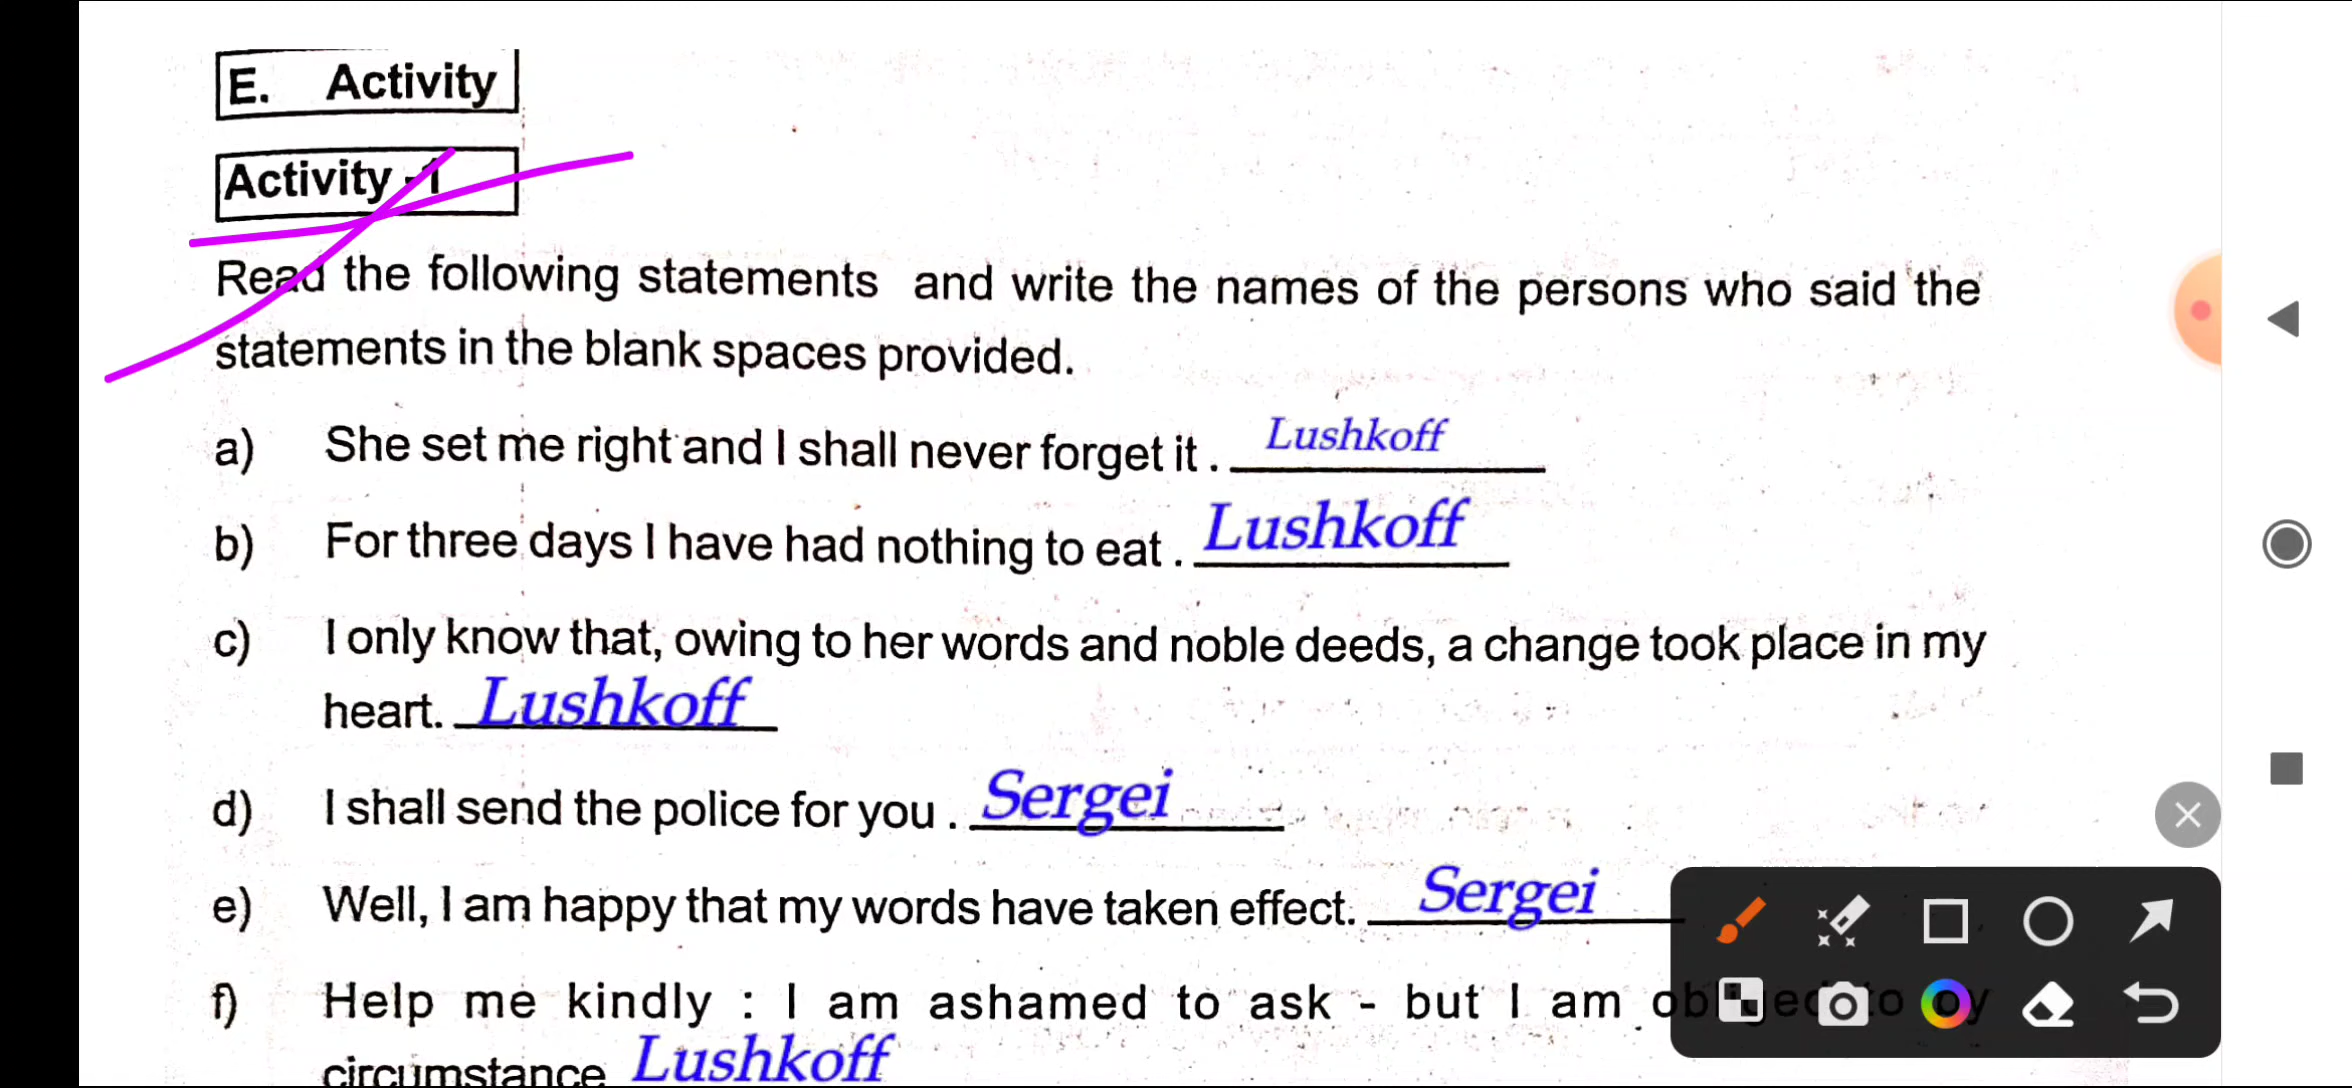 E. Activity
Activity -1
Read the following statements and write the names of the persons who said the
statements in the blank spaces provided.
a) She set me right and I shall never forget it . Lushkoff
b) For three days I have had nothing to eat . Lushkoff
c) I only know that, owing to her words and noble deeds, a change took place in my
heart. Lushkoff
d) I shall send the police for you . Sergei
e) Well, I am happy that my words have taken effect. Sergei
f) Help me kindly : I am ashamed to ask - but I am
circumstance Lushkoff